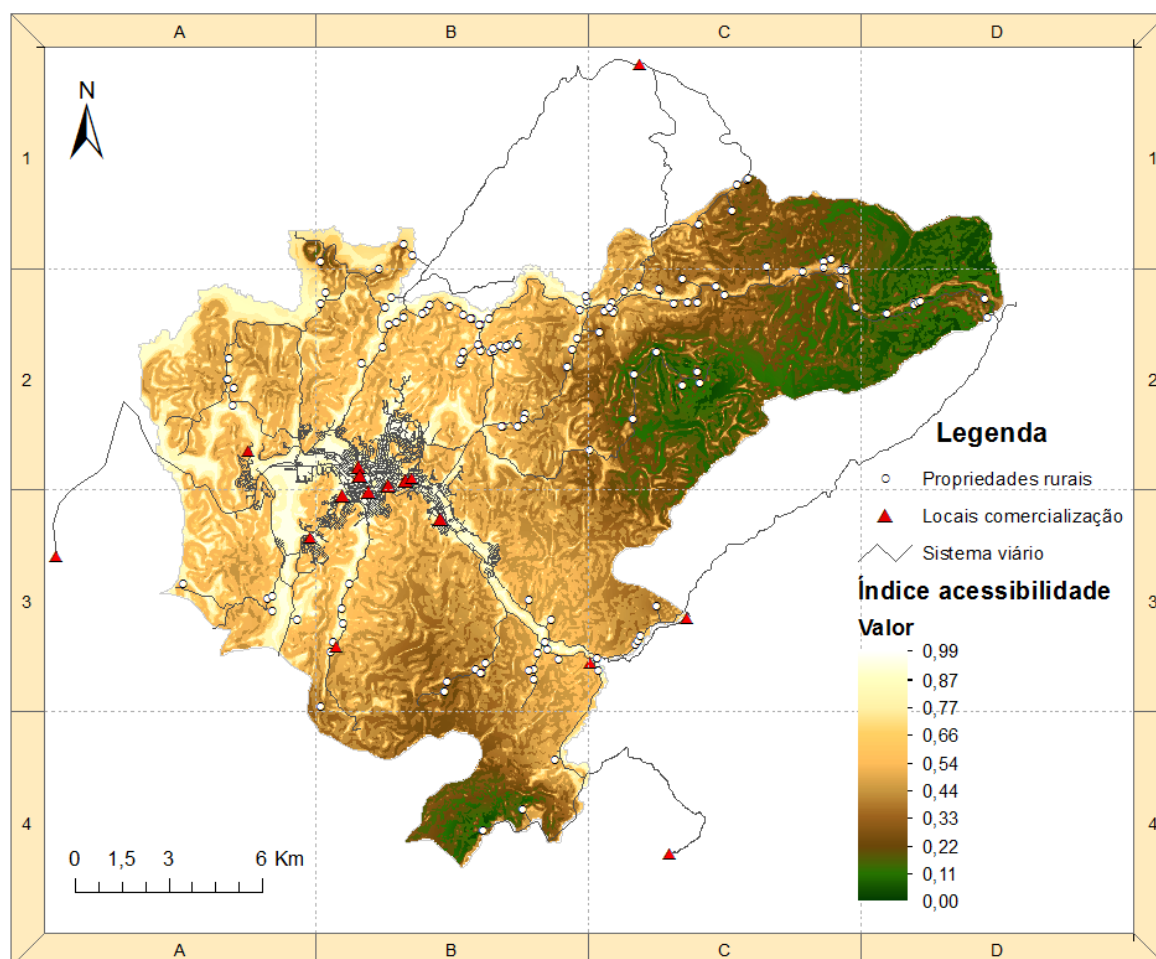 A B C D
N
1 1
2 2
Legenda
Propriedades rurais
Locais comercialização
Sistema viário
3 3
Índice acessibilidade
Valor
0,99
0,87
0,77
0,66
0,54
0,44
0,33
0,22
0,11
0,00
4 4
0 1,5 3 6 Km
A B C D